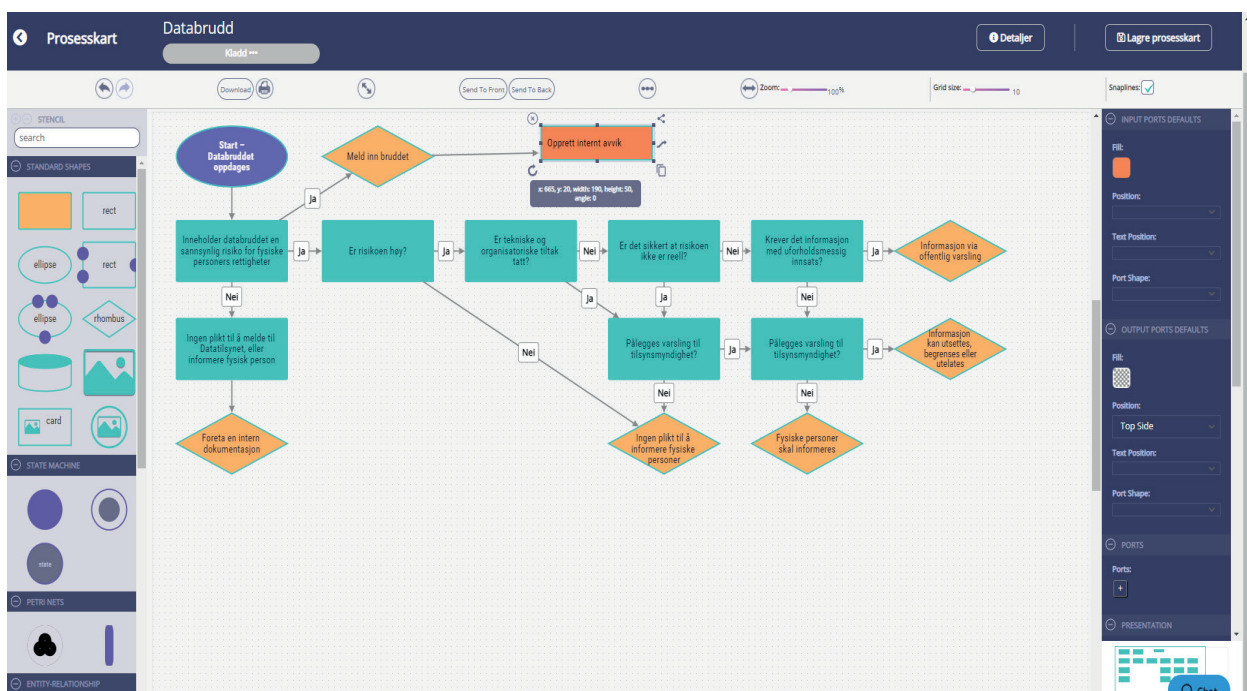 Prosesskart
Databrudd
Kladd •••
Detaljer
Lagre prosesskart
Download
Send To Front
Send To Back
Zoom:
100%
Grid size:
10
Snaplines:
STENCIL
search
STANDARD SHAPES
rect
ellipse
rect
ellipse
rhombus
card
STATE MACHINE
state
PETRI NETS
ENTITY-RELATIONSHIP
Start –
Databruddet
oppdages
Meld inn bruddet
Opprett internt avvik
x: 665, y: 20, width: 190, height: 50,
angle: 0
Ja
Inneholder databruddet en
sannsynlig risiko for fysiske
personers rettigheter
Ja
Er risikoen høy?
Ja
Er tekniske og
organisatoriske tiltak
tatt?
Nei
Er det sikkert at risikoen
ikke er reell?
Nei
Krever det informasjon
med uforholdsmessig
innsats?
Ja
Informasjon via
offentlig varsling
Nei
Ja
Ja
Nei
Ingen plikt til å melde til
Datatilsynet, eller
informere fysisk person
Nei
Pålegges varsling til
tilsynsmyndighet?
Ja
Pålegges varsling til
tilsynsmyndighet?
Ja
Informasjon
kan utsettes,
begrenses eller
utelates
Nei
Nei
Foreta en intern
dokumentasjon
Ingen plikt til å
informere fysiske
personer
Fysiske personer
skal informeres
INPUT PORTS DEFAULTS
Fill:
Position:
Text Position:
Port Shape:
OUTPUT PORTS DEFAULTS
Fill:
Position:
Top Side
Text Position:
Port Shape:
PORTS
Ports:
+
PRESENTATION
Chat